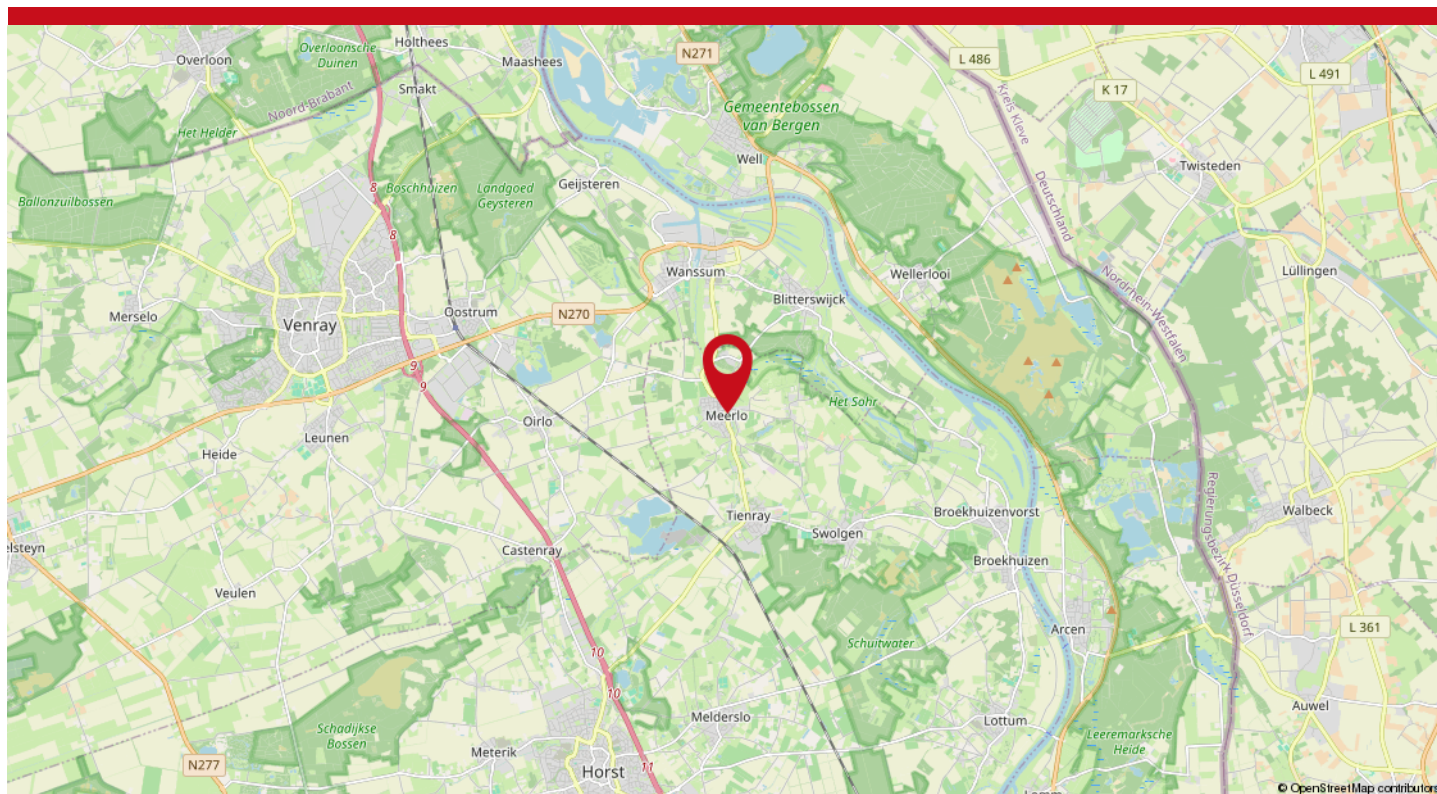 Holthees
Overloonsche
Duinen
Overloon
N271
Maashees
L 486
L 491
Smakt
K 17
Noord-Brabant
Gemeentebossen
van Bergen
Kreis Kleve
Het Helder
Well
Twisteden
8
Boschhuizen
Landgoed
Geysteren
Geijsteren
Ballonzuilbossen
Deutschland
8
Wanssum
Wellerlooi
Lüllingen
Nordrhein-Westfalen
Blitterswijck
Merselo
Oostrum
N270
Venray
9
9
Het Sohr
Meerlo
Oirlo
Leunen
Heide
Regierungsbezirk Düsseldorf
Tienray
Broekhuizenvorst
Walbeck
Swolgen
elsteyn
Castenray
Broekhuizen
Veulen
Arcen
L 361
Schuitwater
10
10
Auwel
Melderslo
Lottum
Schadijkse
Bossen
Leeremarksche
Heide
Meterik
N277
Horst
11
Lomm
© OpenStreetMap contributors